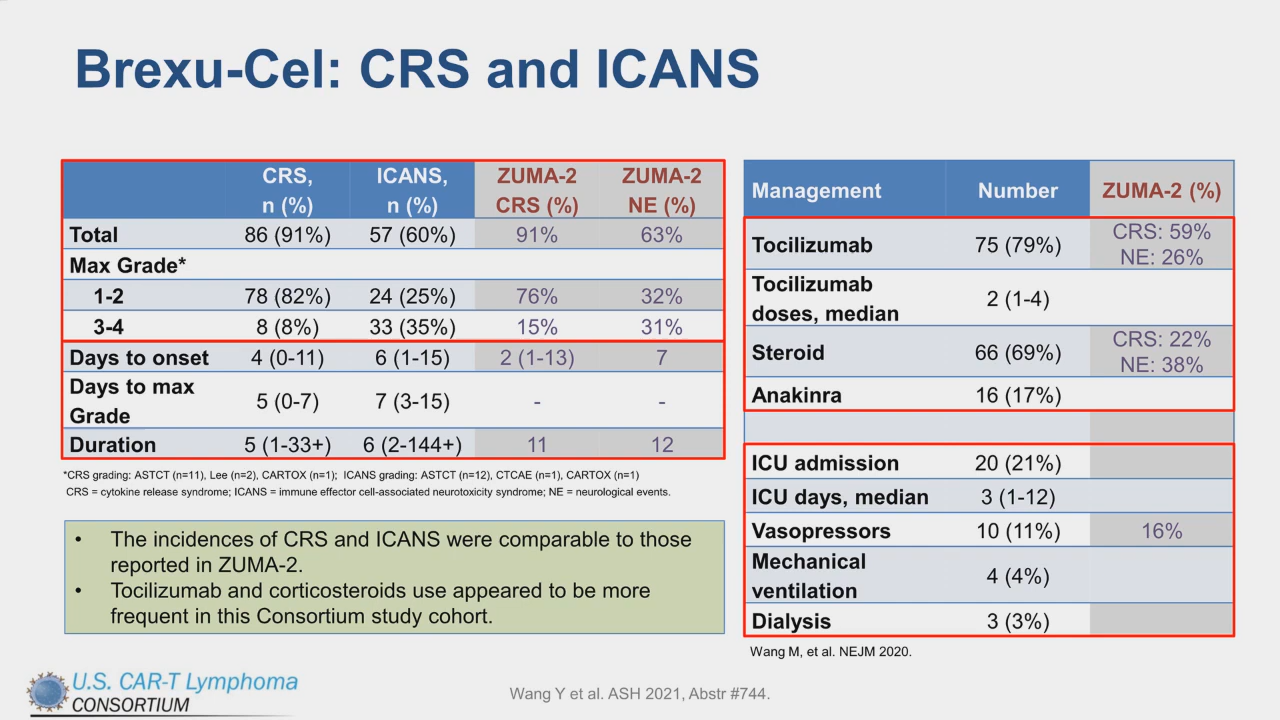 Brexu-Cel: CRS and ICANS
CRS, ICANS, ZUMA-2 ZUMA-2
n (%) n (%) CRS (%) NE (%)
Total 86 (91%) 57 (60%) 91% 63%
Max Grade*
1-2 78 (82%) 24 (25%) 76% 32%
3-4 8 (8%) 33 (35%) 15% 31%
Days to onset 4 (0-11) 6 (1-15) 2 (1-13) 7
Days to max
Grade 5 (0-7) 7 (3-15) - -
Duration 5 (1-33+) 6 (2-144+) 11 12
*CRS grading: ASTCT (n=11), Lee (n=2), CARTOX (n=1); ICANS grading: ASTCT (n=12), CTCAE (n=1), CARTOX (n=1)
CRS = cytokine release syndrome; ICANS = immune effector cell-associated neurotoxicity syndrome; NE = neurological events.
• The incidences of CRS and ICANS were comparable to those
reported in ZUMA-2.
• Tocilizumab and corticosteroids use appeared to be more
frequent in this Consortium study cohort.
Management Number ZUMA-2 (%)
Tocilizumab 75 (79%) CRS: 59%
NE: 26%
Tocilizumab
doses, median 2 (1-4)
Steroid 66 (69%) CRS: 22%
NE: 38%
Anakinra 16 (17%)
ICU admission 20 (21%)
ICU days, median 3 (1-12)
Vasopressors 10 (11%) 16%
Mechanical
ventilation 4 (4%)
Dialysis 3 (3%)
Wang M, et al. NEJM 2020.
U.S. CAR-T Lymphoma
CONSORTIUM
Wang Y et al. ASH 2021, Abstr #744.